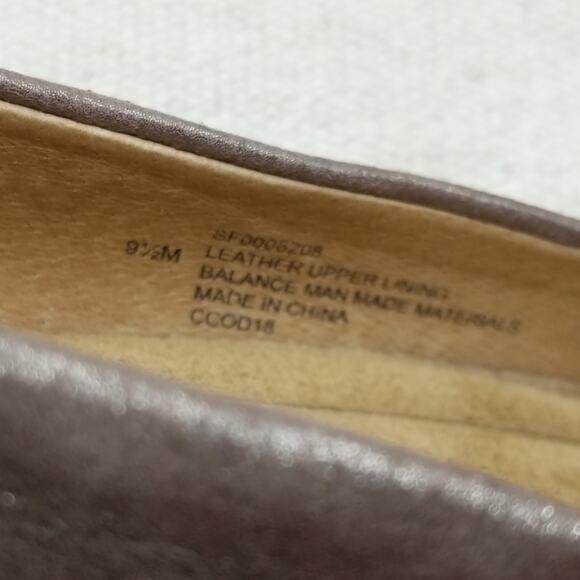 SF0006208
9½M LEATHER UPPER LINING
BALANCE MAN MADE MATERIALS
MADE IN CHINA
CCOD18